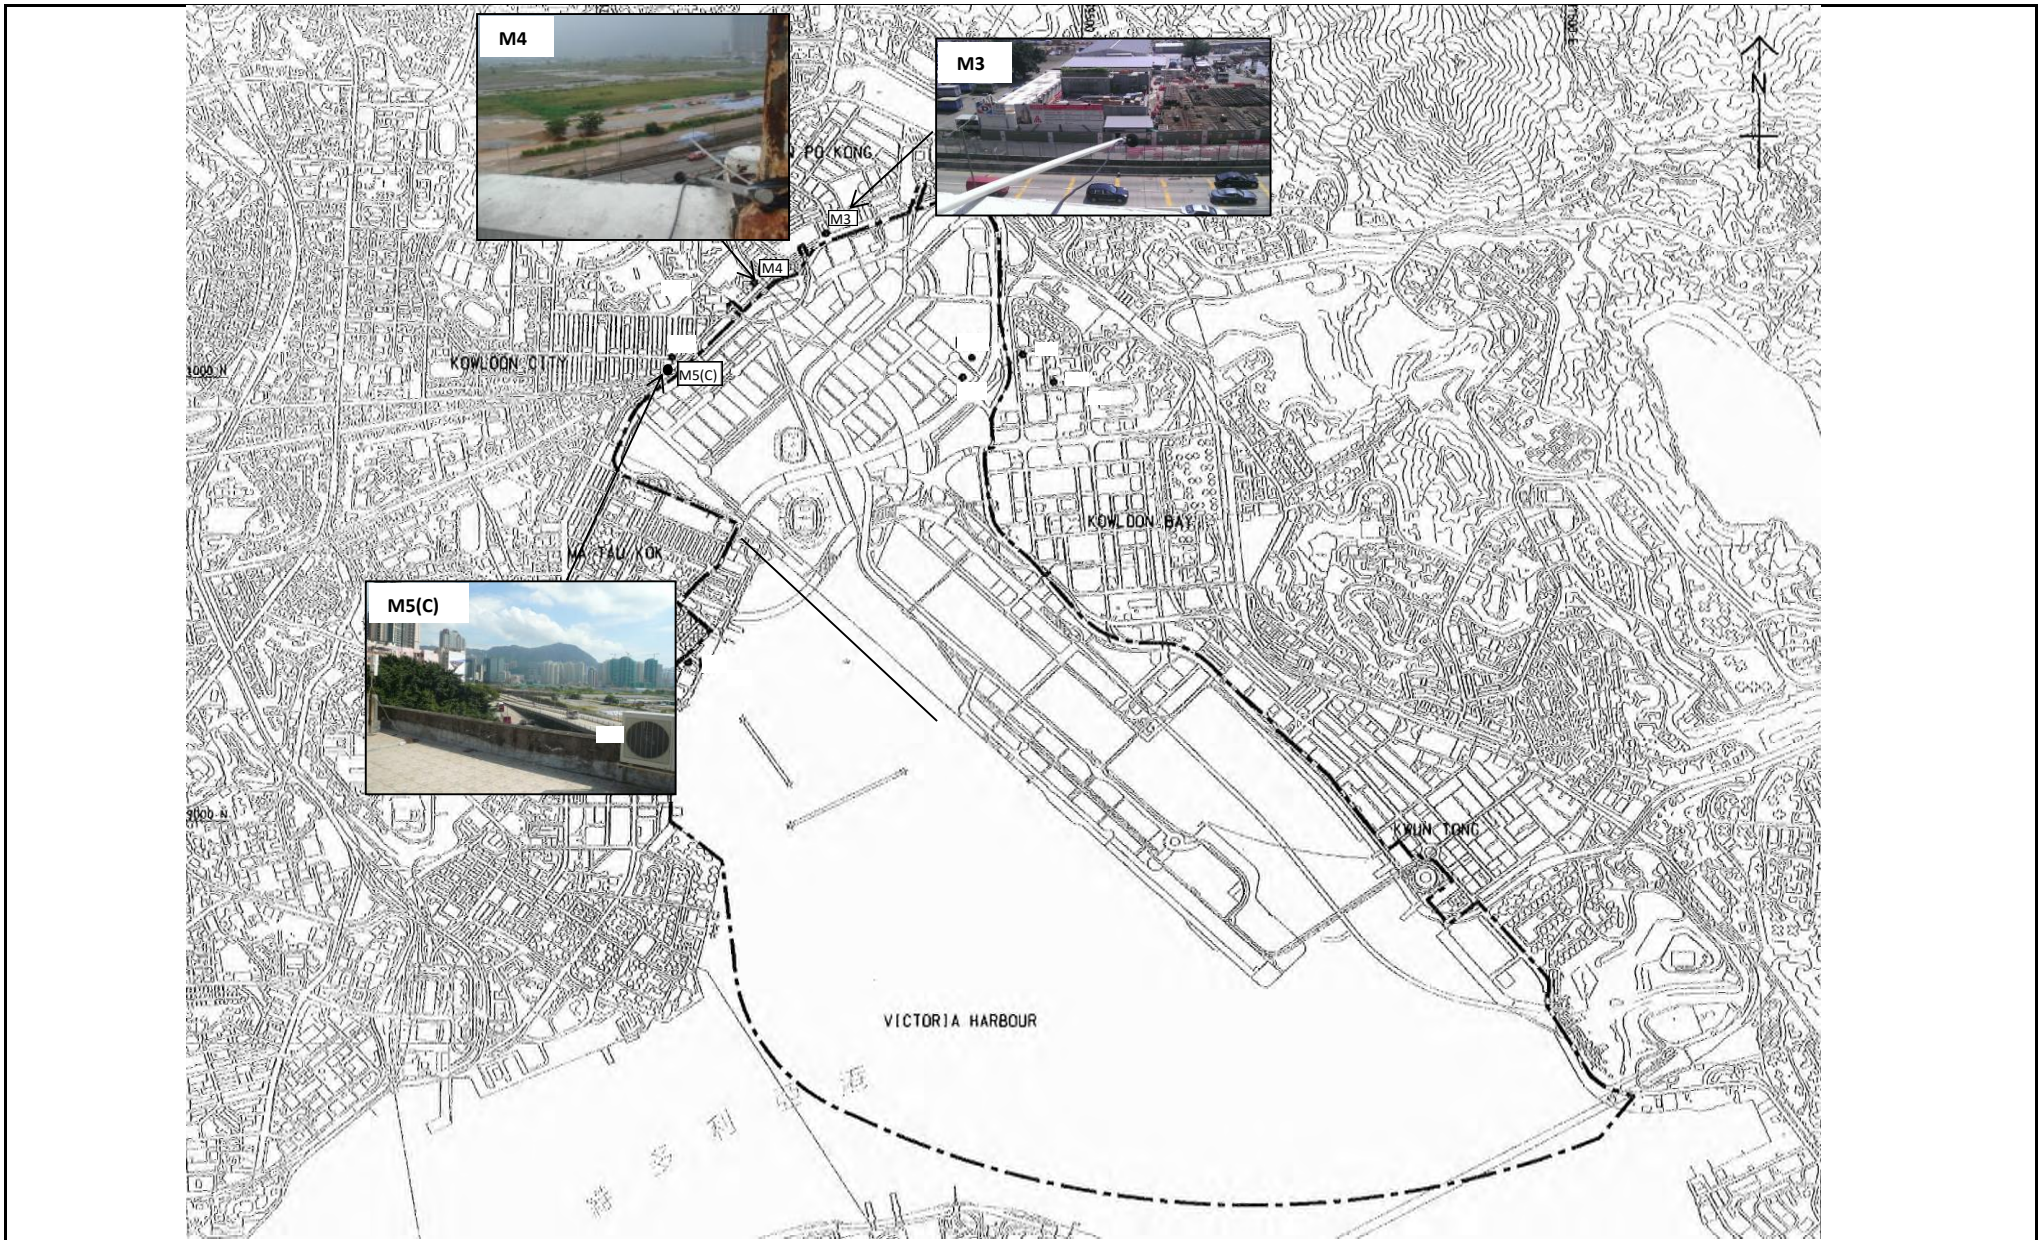 M4
M3
N
PO KONG
M3
M4
KOWLOON CITY
M5(C)
KOWLOON BAY
MA TAU KOK
M5(C)
KWUN TONG
VICTORIA HARBOUR
維 多 利 亞 港